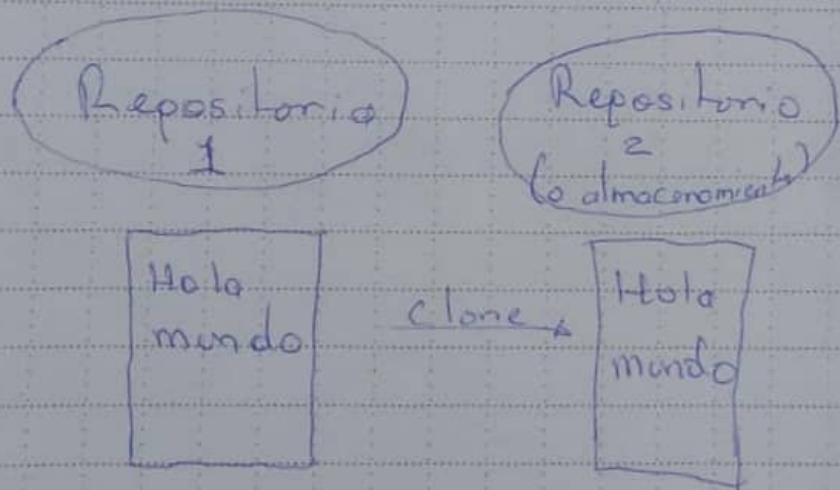 Repositorio
1
Repositorio
2
(o almacenamiento)
Hola
mundo
Clone
Hola
mundo